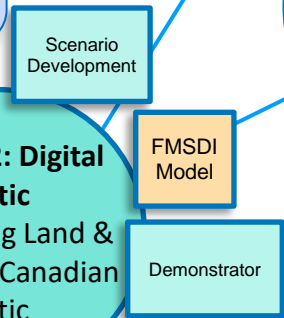 Scenario
Development
: Digital
tic
FMSDI
Model
g Land &
Canadian
Demonstrator
tic